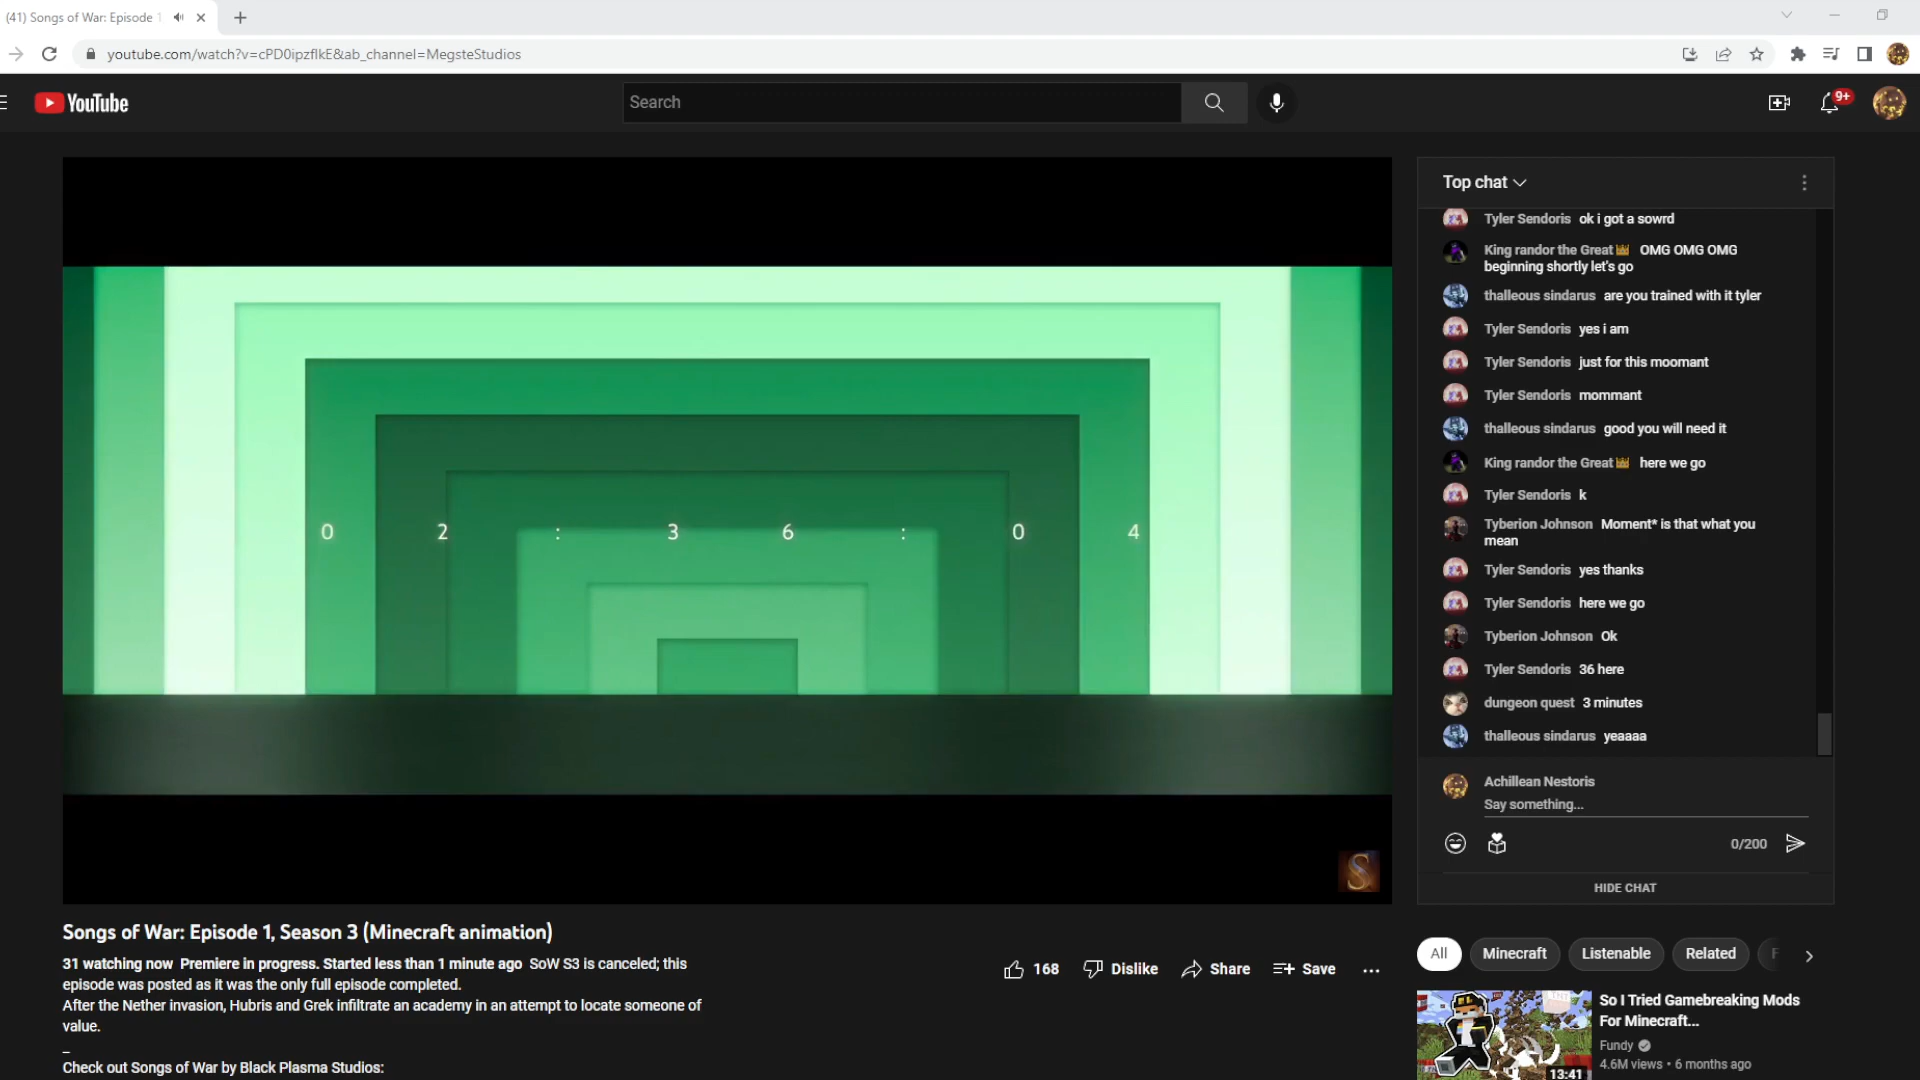 (41) Songs of War: Episode 1
youtube.com/watch?v=cPD0ipzflkE&ab_channel=MegsteStudios
YouTube
Search
9+
0 2 : 3 6 : 0 4
S
Top chat
Tyler Sendoris ok i got a sowrd
King randor the Great👑 OMG OMG OMG
beginning shortly let's go
thalleous sindarus are you trained with it tyler
Tyler Sendoris yes i am
Tyler Sendoris just for this moomant
Tyler Sendoris mommant
thalleous sindarus good you will need it
King randor the Great👑 here we go
Tyler Sendoris k
Tyberion Johnson Moment* is that what you
mean
Tyler Sendoris yes thanks
Tyler Sendoris here we go
Tyberion Johnson Ok
Tyler Sendoris 36 here
dungeon quest 3 minutes
thalleous sindarus yeaaaa
Achillean Nestoris
Say something...
0/200
HIDE CHAT
Songs of War: Episode 1, Season 3 (Minecraft animation)
31 watching now Premiere in progress. Started less than 1 minute ago SoW S3 is canceled; this
episode was posted as it was the only full episode completed.
After the Nether invasion, Hubris and Grek infiltrate an academy in an attempt to locate someone of
value.
_
Check out Songs of War by Black Plasma Studios:
168
Dislike
Share
Save
All
Minecraft
Listenable
Related
So I Tried Gamebreaking Mods
For Minecraft...
Fundy
4.6M views • 6 months ago
13:41